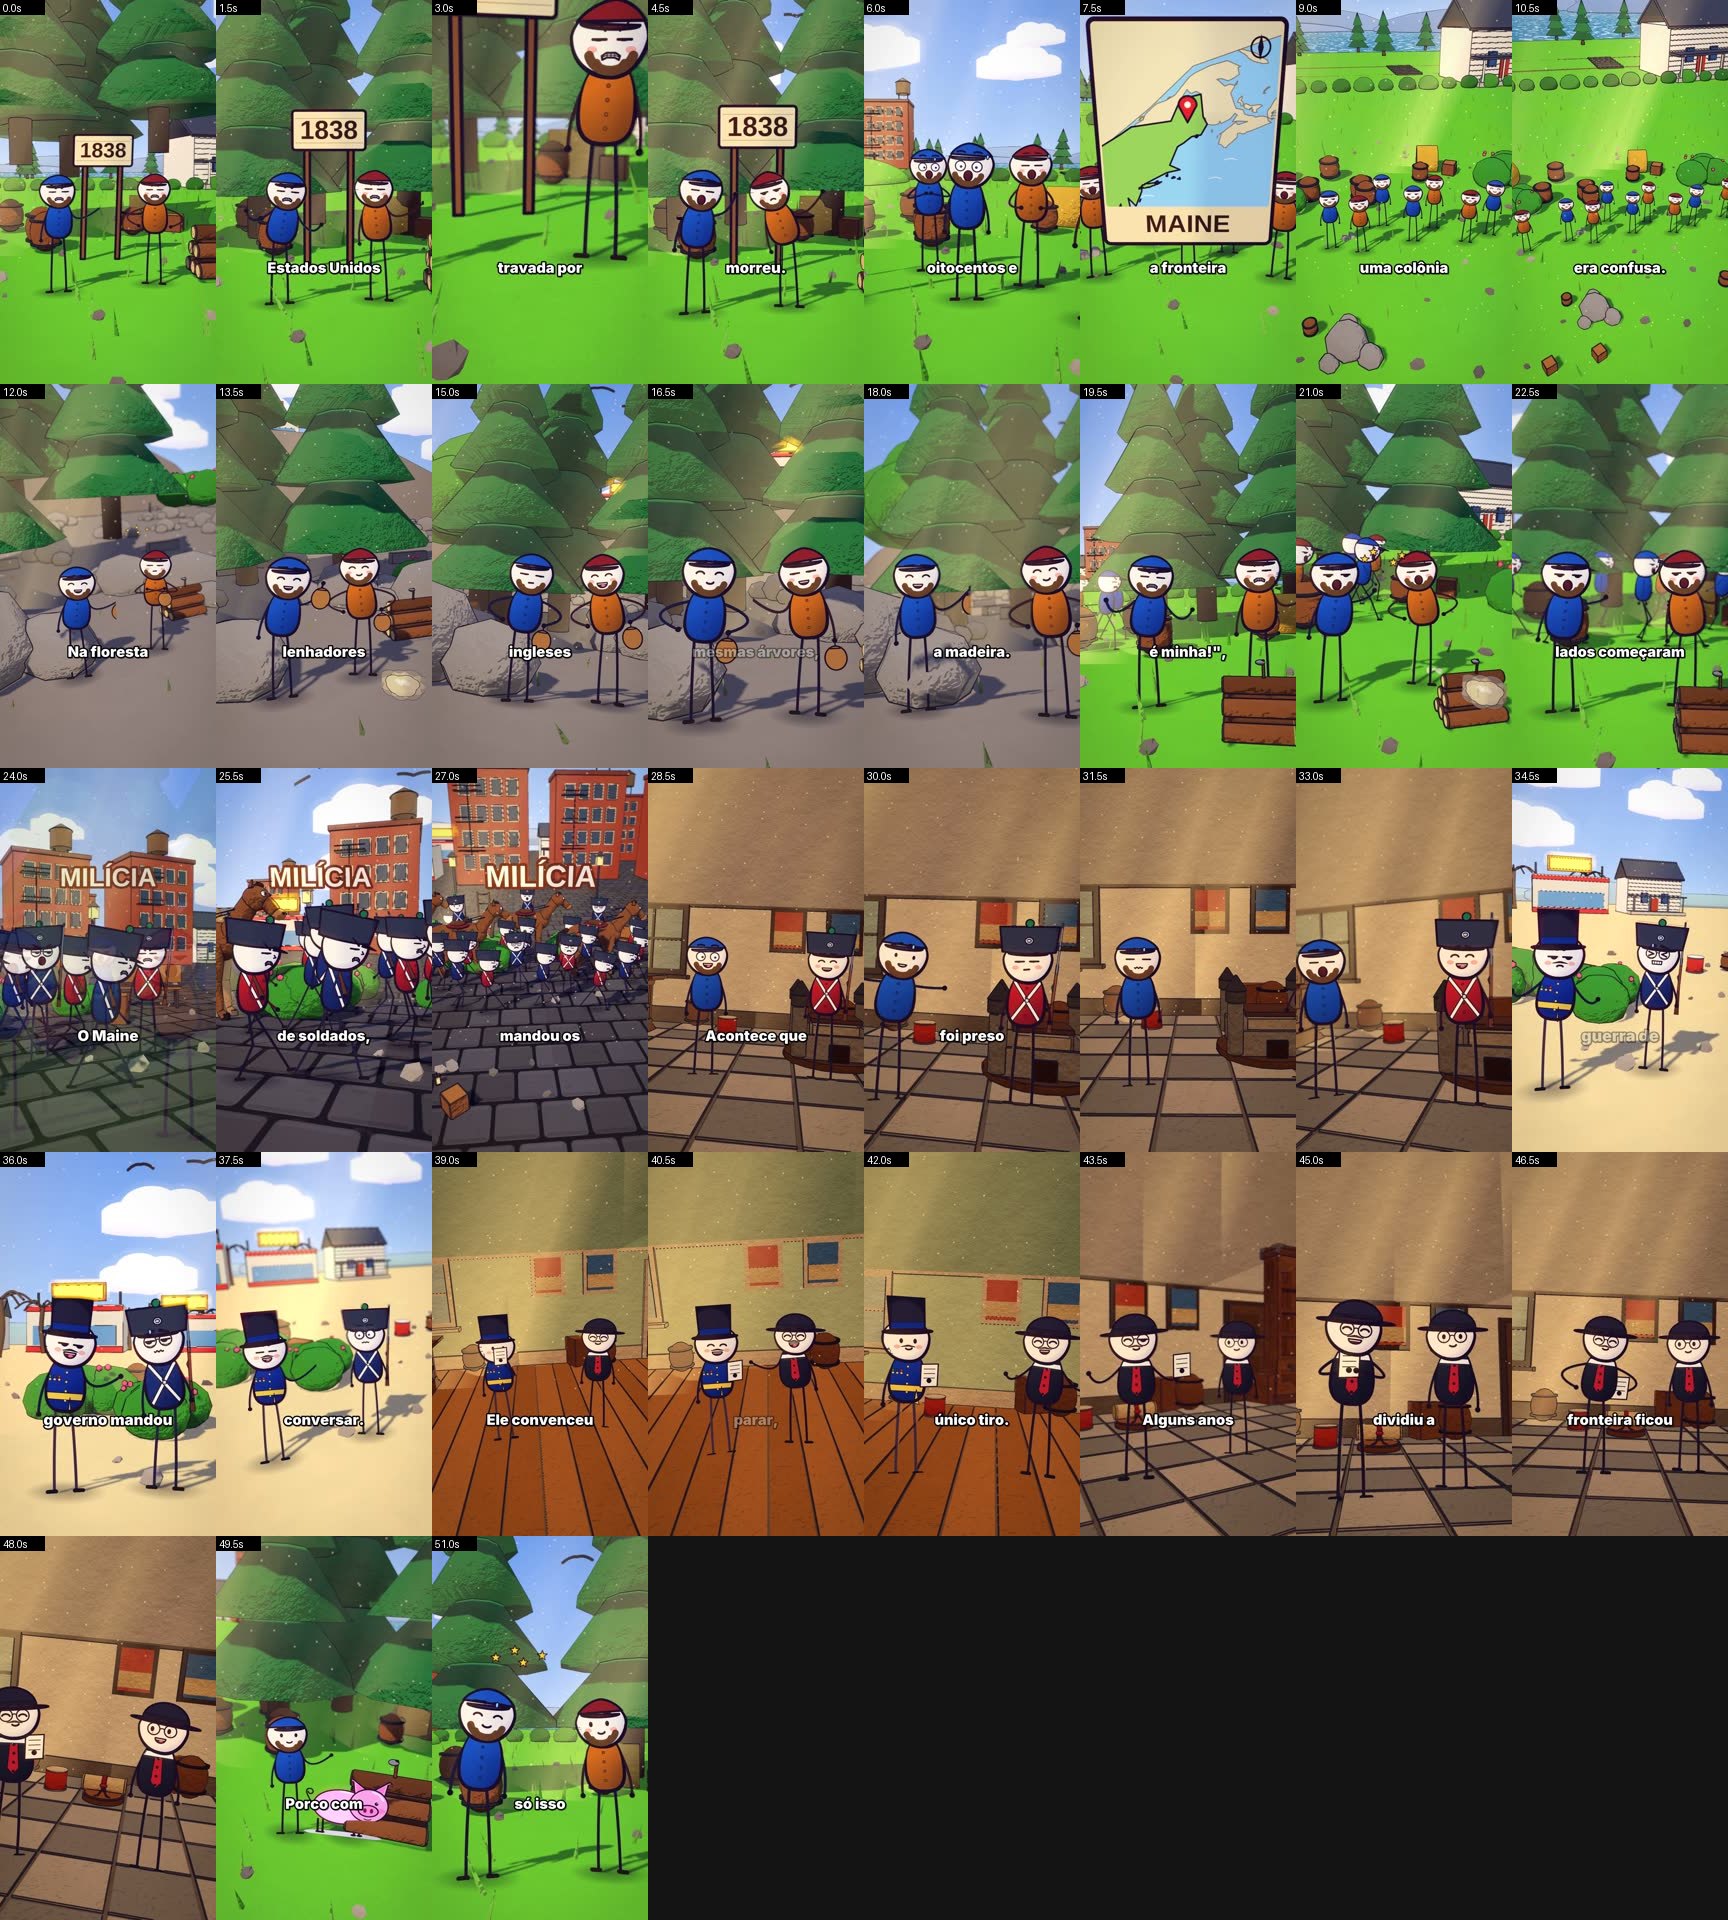 0.0s
1838
1.5s
1838
Estados Unidos
3.0s
travada por
4.5s
1838
morreu.
6.0s
oitocentos e
7.5s
MAINE
a fronteira
9.0s
uma colônia
10.5s
era confusa.
12.0s
Na floresta
13.5s
lenhadores
15.0s
ingleses
16.5s
mesmas árvores,
18.0s
a madeira.
19.5s
é minha!",
21.0s
22.5s
lados começaram
24.0s
MILÍCIA
O Maine
25.5s
MILÍCIA
de soldados,
27.0s
MILÍCIA
mandou os
28.5s
Acontece que
30.0s
foi preso
31.5s
33.0s
34.5s
guerra de
36.0s
governo mandou
37.5s
conversar.
39.0s
Ele convenceu
40.5s
parar,
42.0s
único tiro.
43.5s
Alguns anos
45.0s
dividiu a
46.5s
fronteira ficou
48.0s
49.5s
Porco com
51.0s
só isso